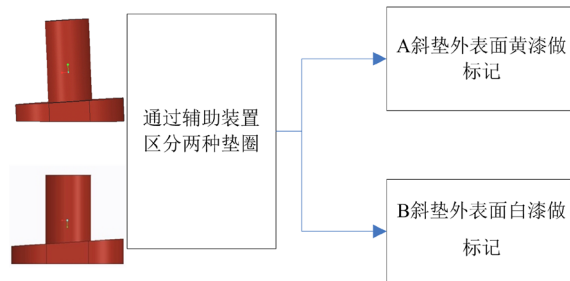 通过辅助装置
区分两种垫圈
A斜垫外表面黄漆做
标记
B斜垫外表面白漆做
标记